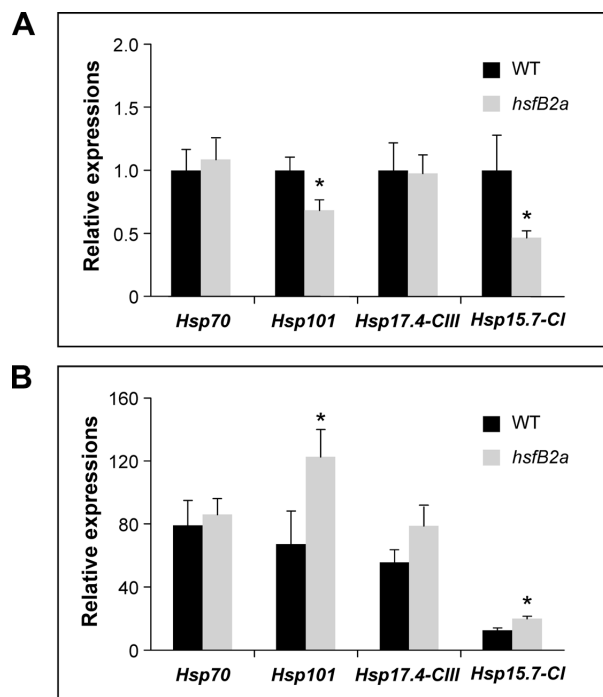 A
Relative expressions
2.0
1.5
1.0
0.5
0
WT
hsfB2a
*
*
Hsp70 Hsp101 Hsp17.4-CIII Hsp15.7-CI
B
Relative expressions
160
120
80
40
0
WT
hsfB2a
*
*
Hsp70 Hsp101 Hsp17.4-CIII Hsp15.7-CI